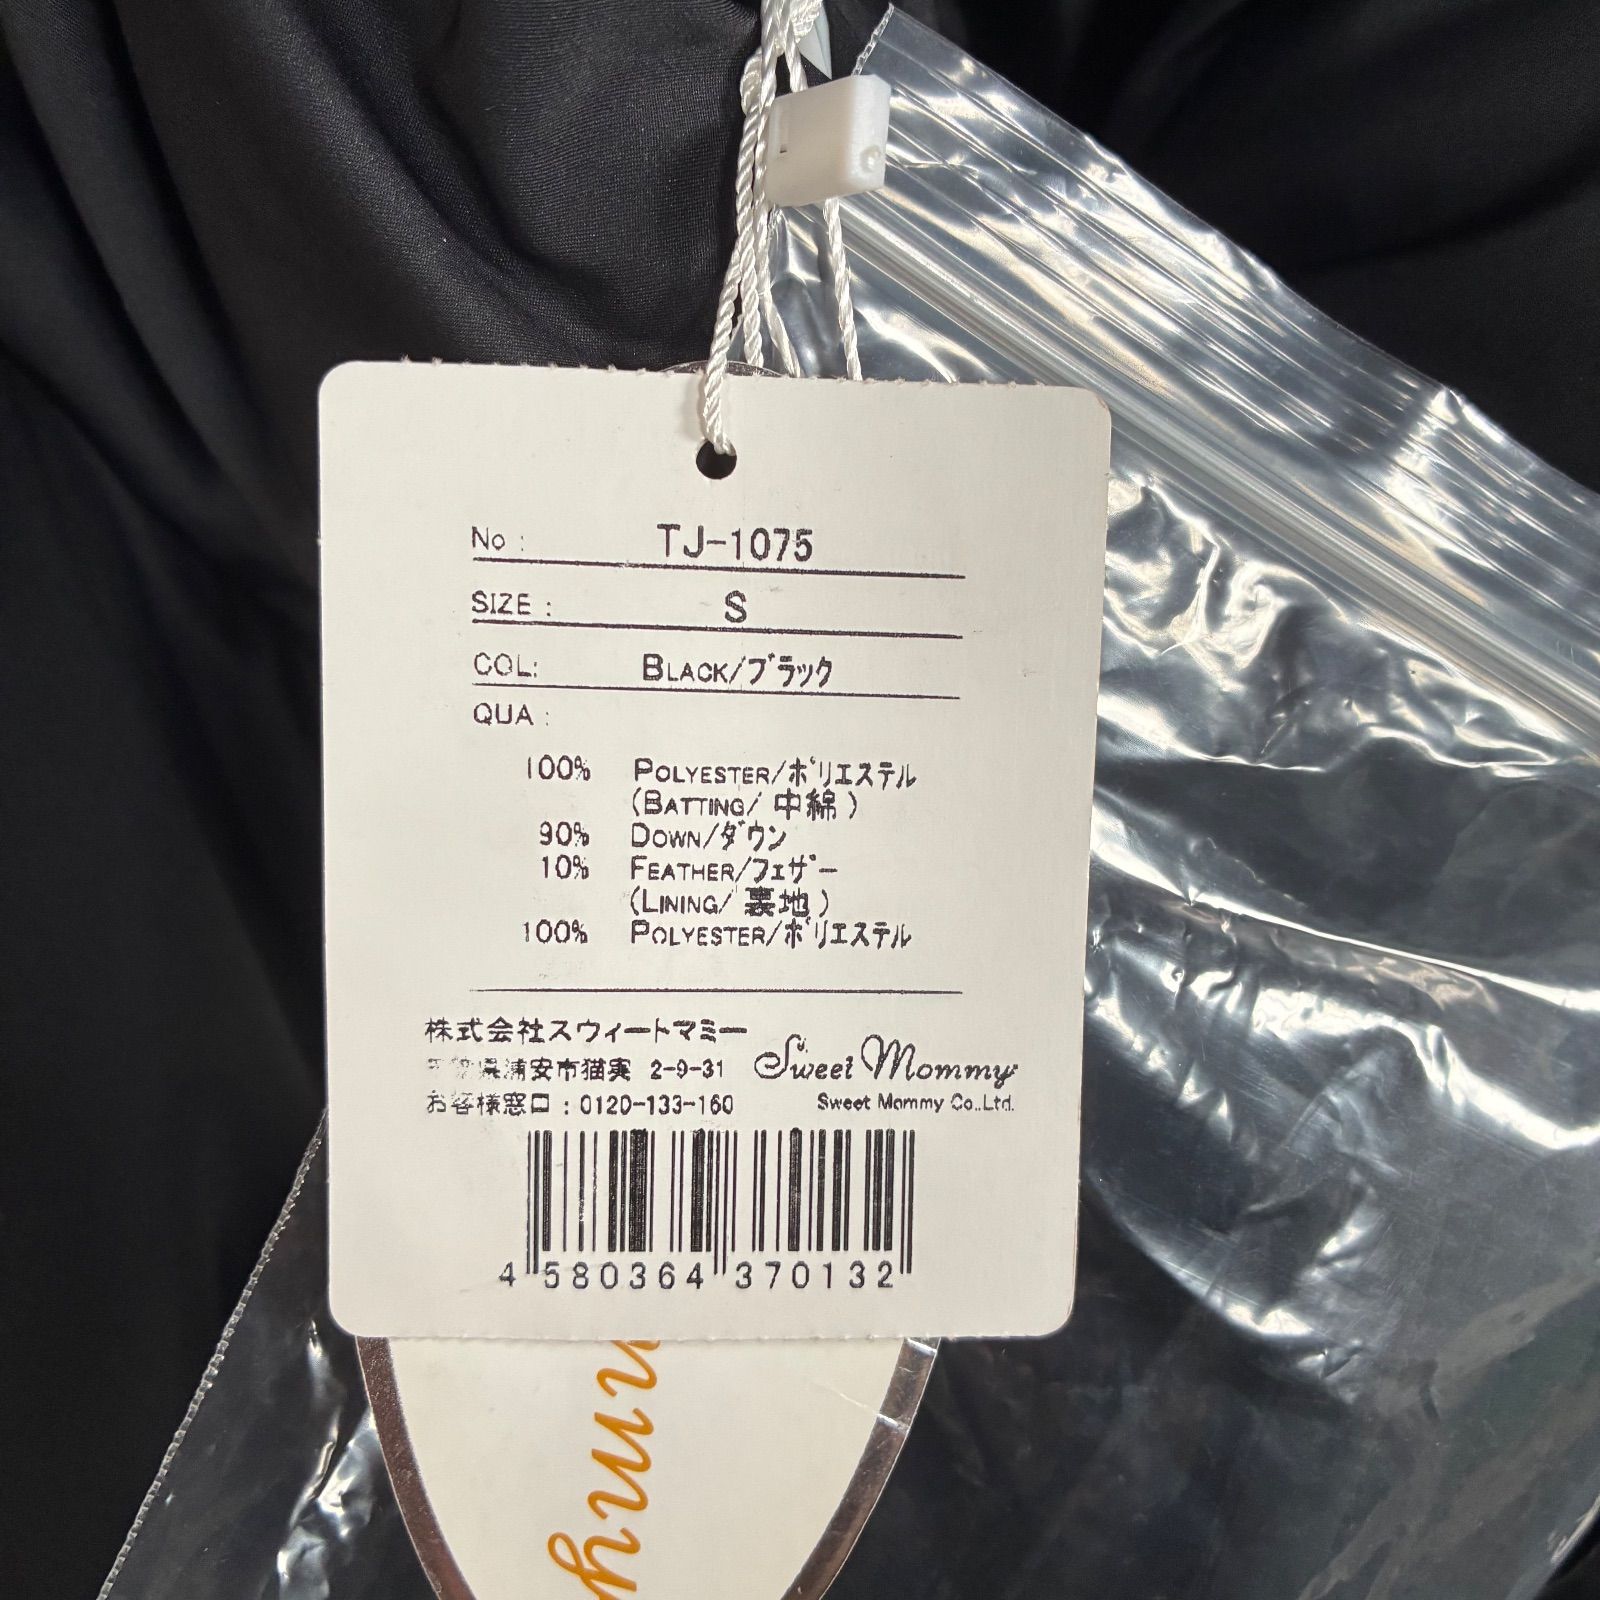 No : TJ-1075
SIZE : S
COL: BLACK/ブラック
QUA :
100% POLYESTER/ポリエステル
(BATTING/ 中綿 )
90% DOWN/ダウン
10% FEATHER/フェザー
(LINING/ 裏地 )
100% POLYESTER/ポリエステル
株式会社スウィートマミー
県浦安市猫実 2-9-31
お客様窓口 : 0120-133-160
Sweet Mommy
Sweet Mommy Co.,Ltd.
4 580364 370132
mmy